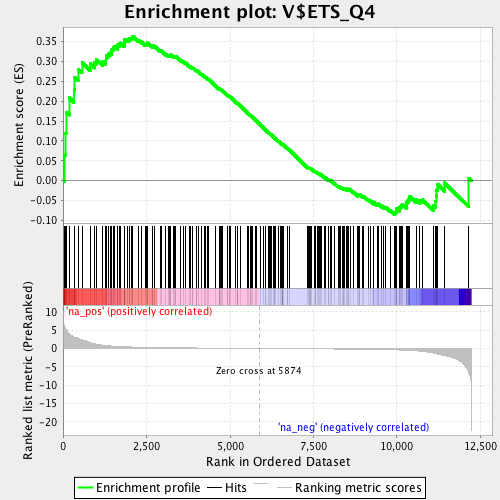 Enrichment plot: V$ETS_Q4
Enrichment score (ES)
0.35
0.30
0.25
0.20
0.15
0.10
0.05
0.00
-0.05
-0.10
'na_pos' (positively correlated)
Ranked list metric (PreRanked)
10
5
0
-5
-10
-15
-20
Zero cross at 5874
'na_neg' (negatively correlated)
0
2,500
5,000
7,500
10,000
12,500
Rank in Ordered Dataset
Enrichment profile
Hits
Ranking metric scores